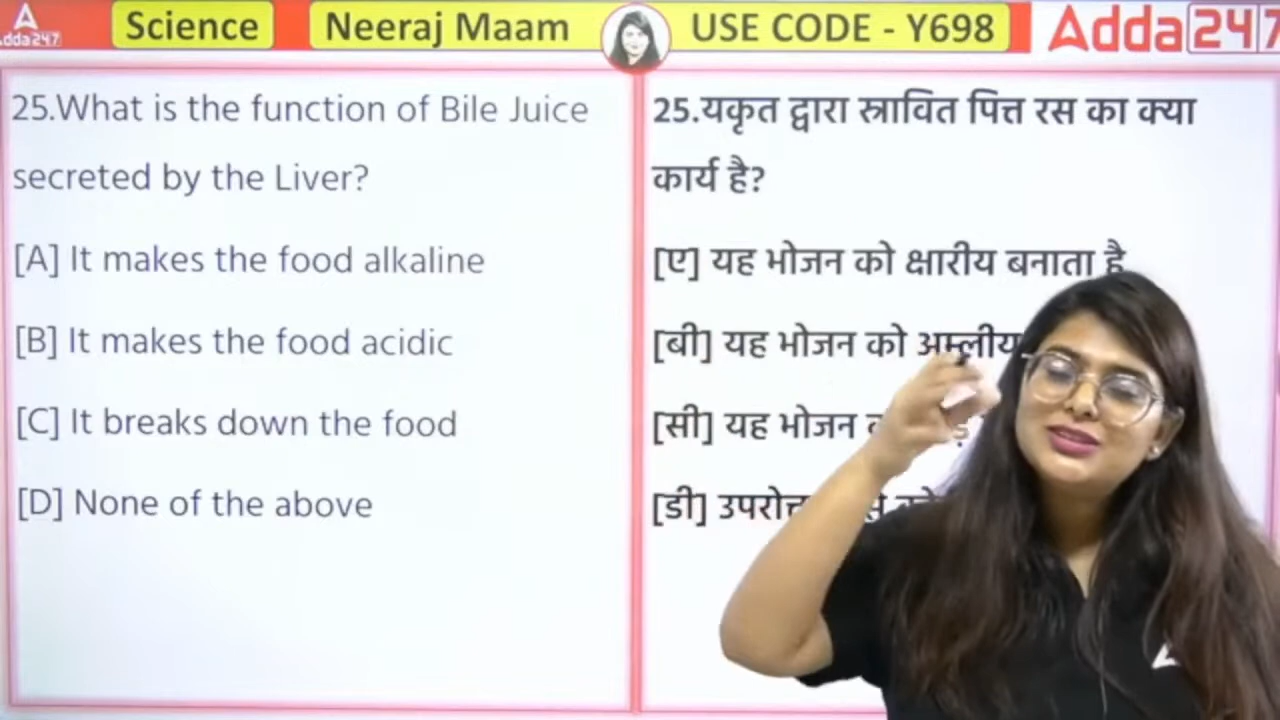 Science
Neeraj Maam
USE CODE - Y698
Adda247
25.What is the function of Bile Juice
secreted by the Liver?
[A] It makes the food alkaline
[B] It makes the food acidic
[C] It breaks down the food
[D] None of the above
25.यकृत द्वारा स्त्रावित पित्त रस का क्या
कार्य है?
[ए] यह भोजन को क्षारीय बनाता है
[बी] यह भोजन को अम्लीय
[सी] यह भोजन
[डी]